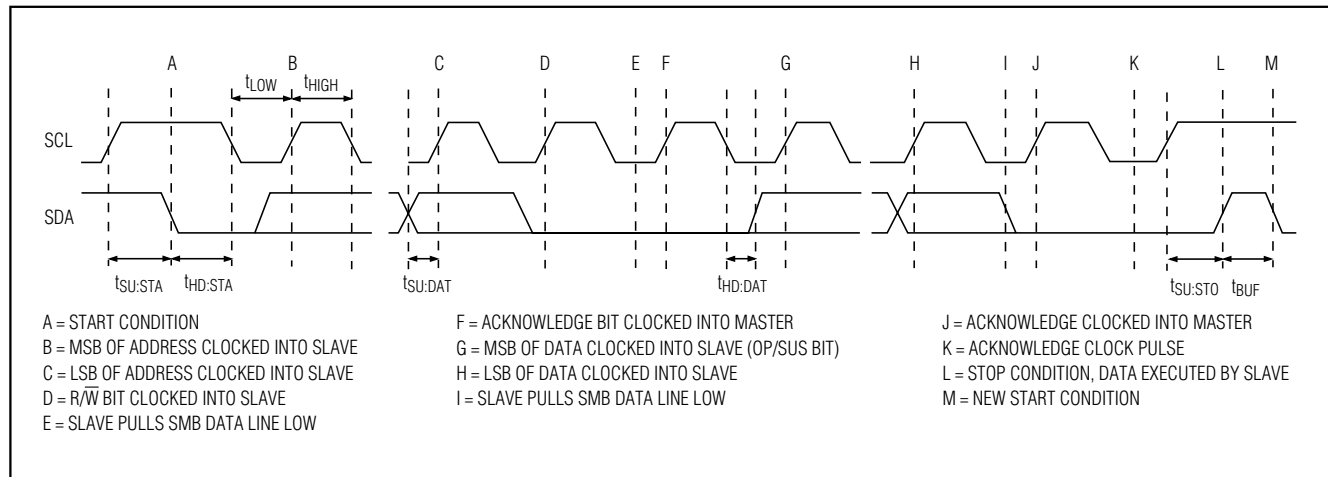 A B C D E F G H I J K L M
tLOW tHIGH
SCL
SDA
tSU:STA tHD:STA tSU:DAT tHD:DAT tSU:STO tBUF
A = START CONDITION
B = MSB OF ADDRESS CLOCKED INTO SLAVE
C = LSB OF ADDRESS CLOCKED INTO SLAVE
D = R/W̅ BIT CLOCKED INTO SLAVE
E = SLAVE PULLS SMB DATA LINE LOW
F = ACKNOWLEDGE BIT CLOCKED INTO MASTER
G = MSB OF DATA CLOCKED INTO SLAVE (OP/SUS BIT)
H = LSB OF DATA CLOCKED INTO SLAVE
I = SLAVE PULLS SMB DATA LINE LOW
J = ACKNOWLEDGE CLOCKED INTO MASTER
K = ACKNOWLEDGE CLOCK PULSE
L = STOP CONDITION, DATA EXECUTED BY SLAVE
M = NEW START CONDITION